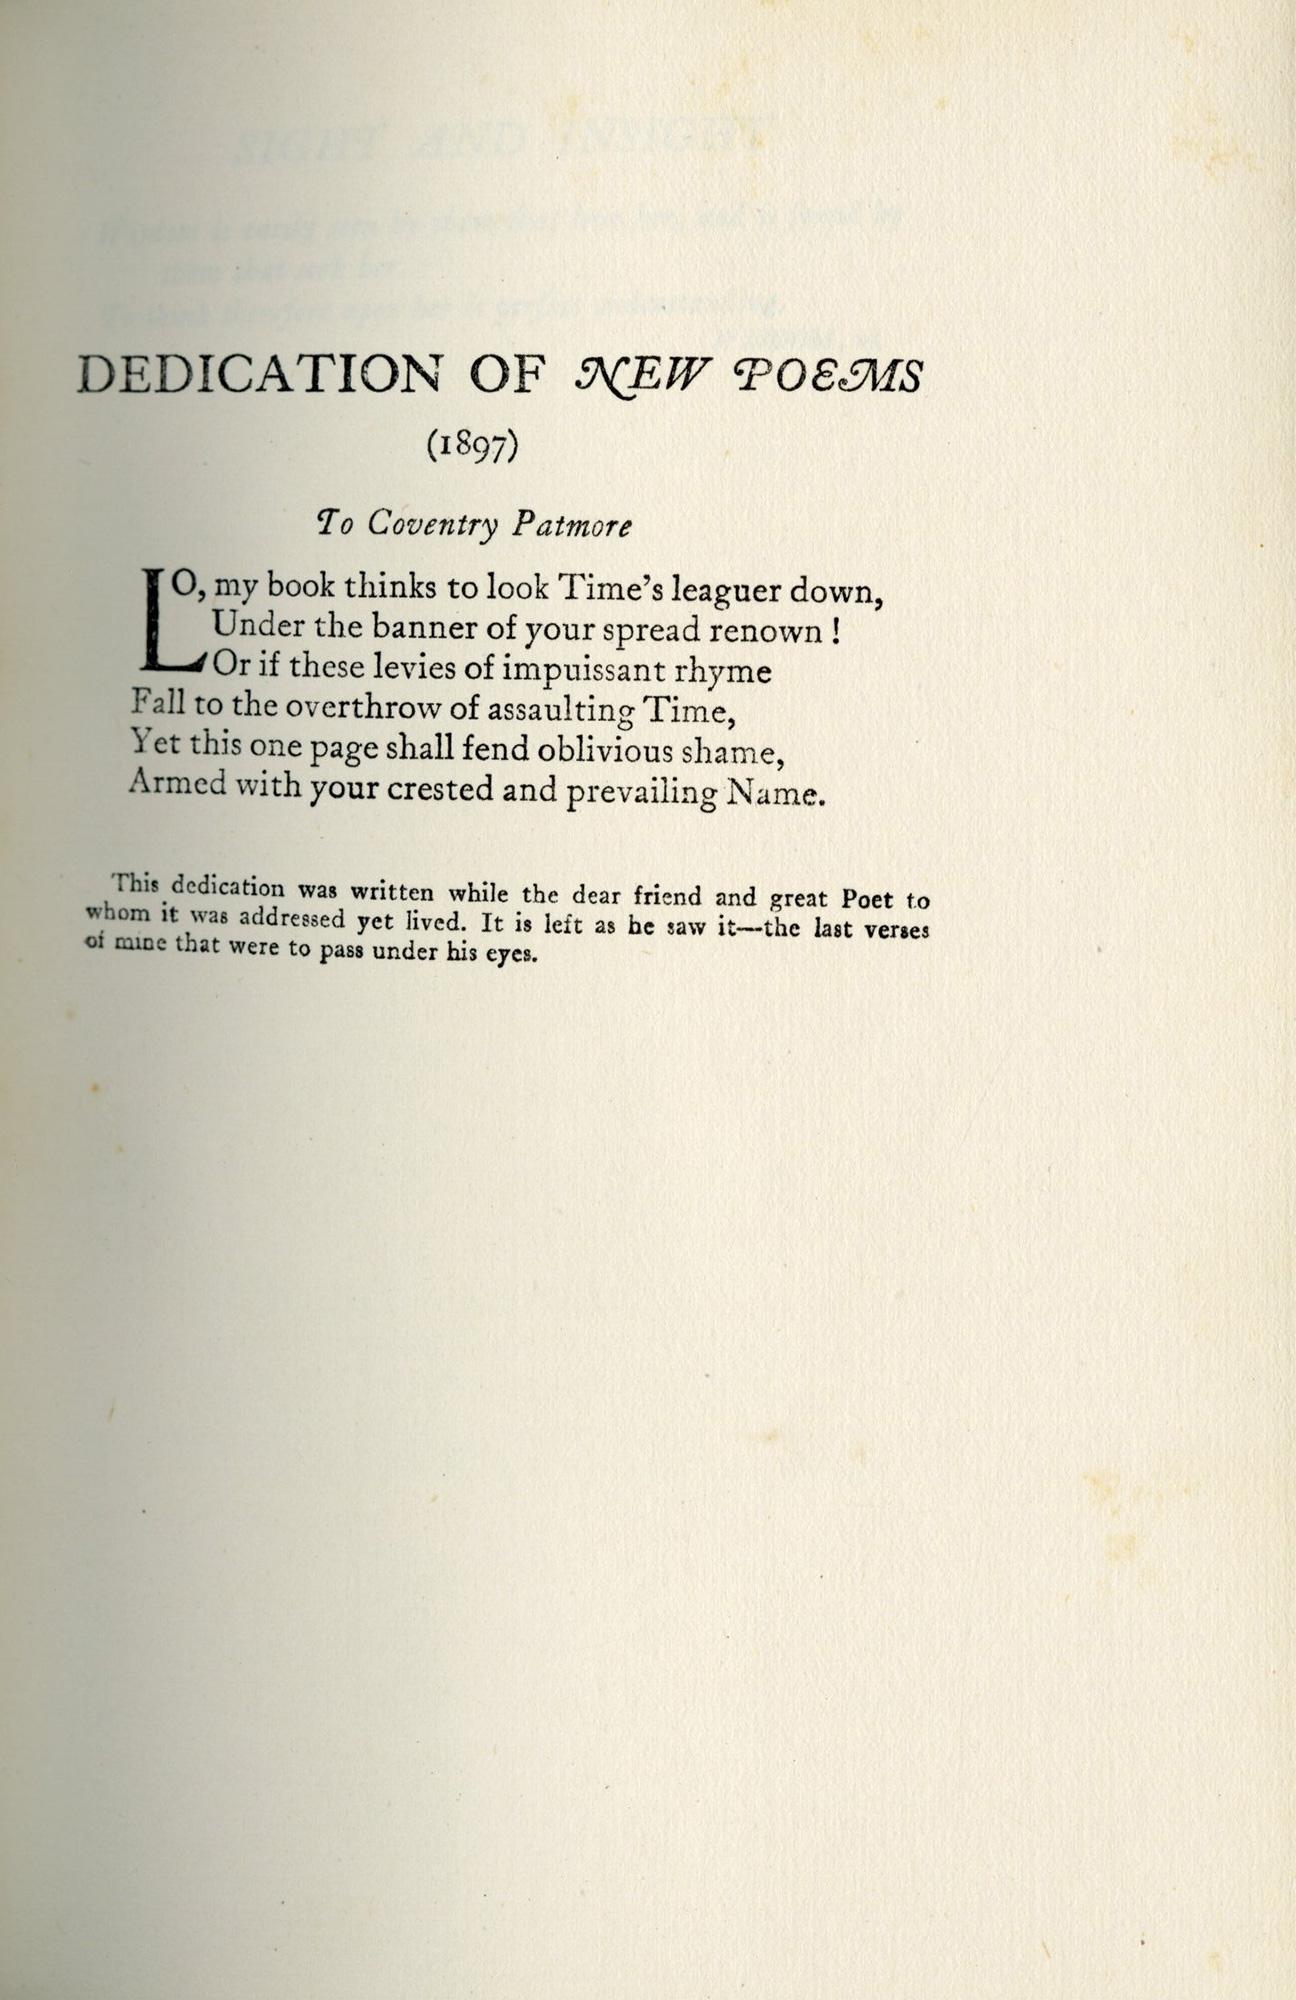 DEDICATION OF NEW POEMS
(1897)
To Coventry Patmore
LO, my book thinks to look Time's leaguer down,
Under the banner of your spread renown !
Or if these levies of impuissant rhyme
Fall to the overthrow of assaulting Time,
Yet this one page shall fend oblivious shame,
Armed with your crested and prevailing Name.
This dedication was written while the dear friend and great Poet to
whom it was addressed yet lived. It is left as he saw it—the last verses
of mine that were to pass under his eyes.